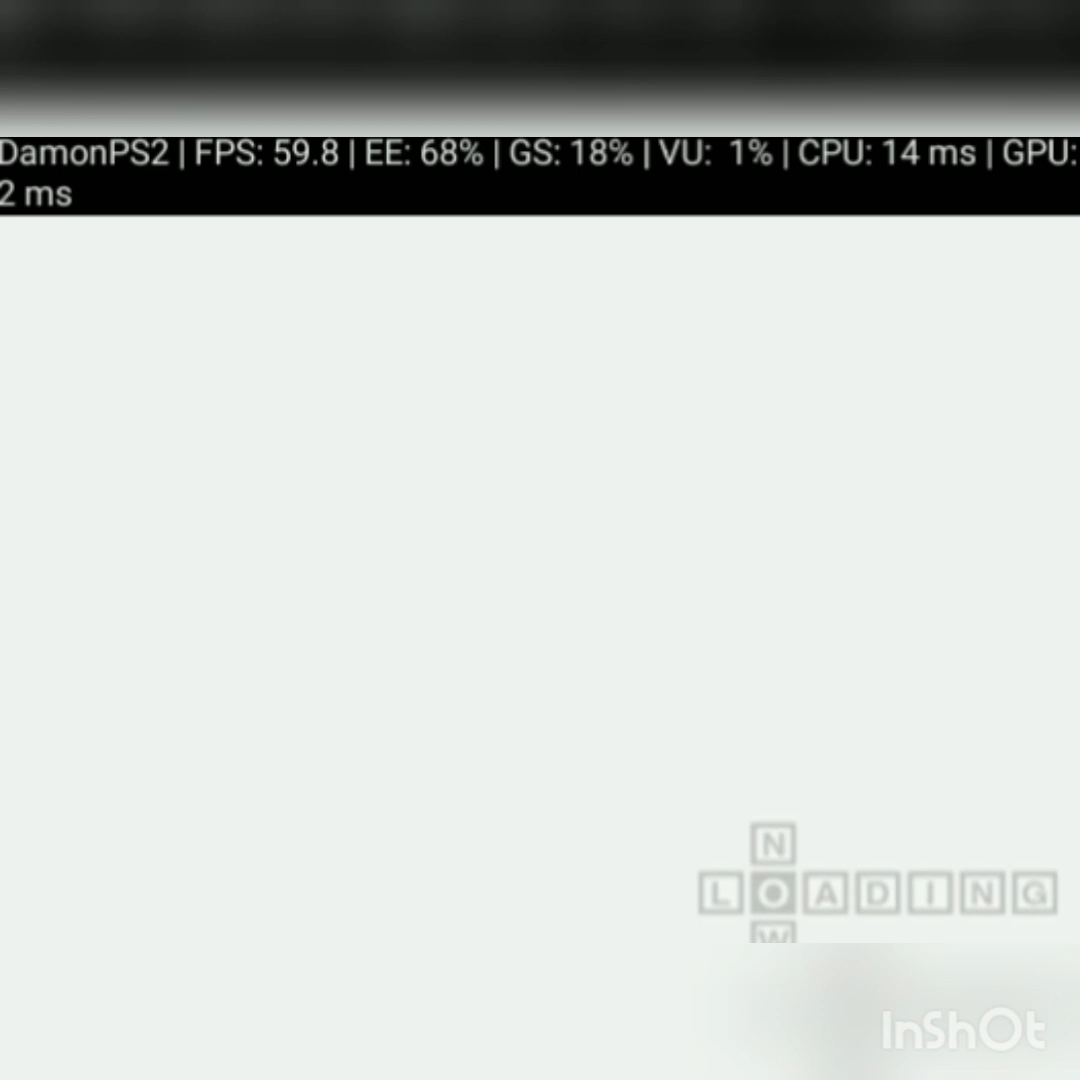 DamonPS2 | FPS: 59.8 | EE: 68% | GS: 18% | VU: 1% | CPU: 14 ms | GPU:
2 ms
N
LOADING
W
InShOt